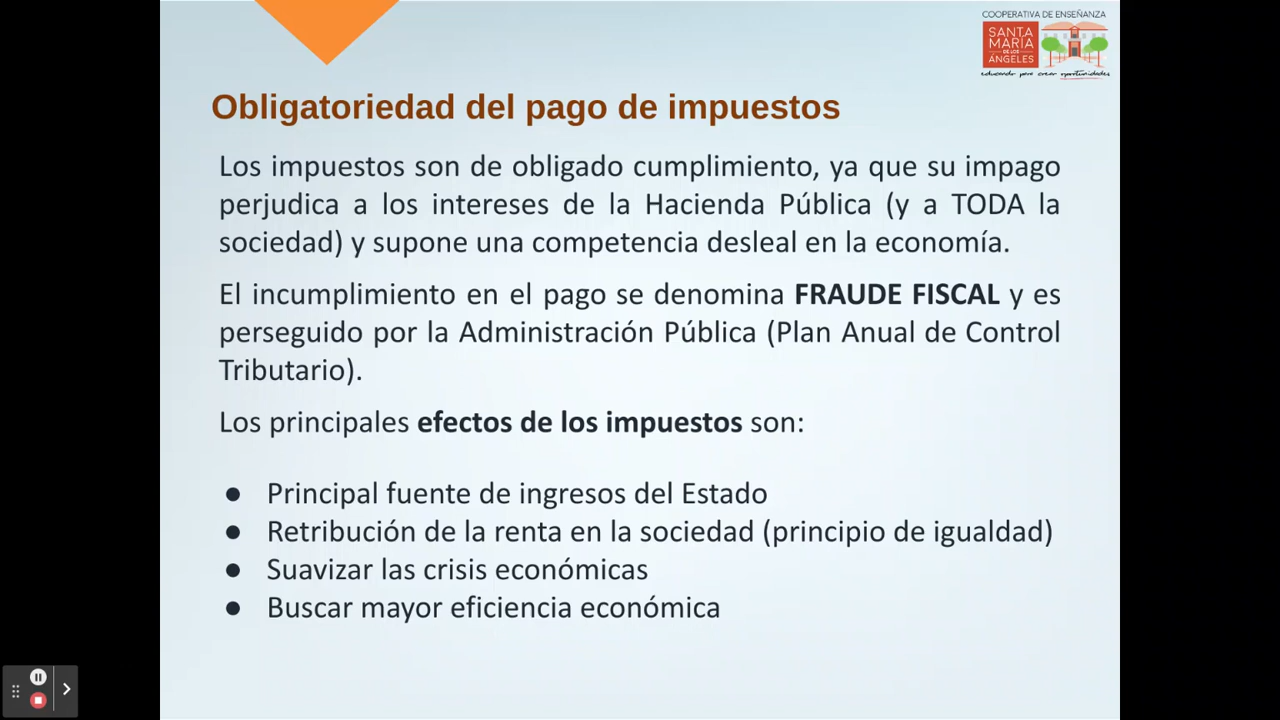 COOPERATIVA DE ENSEÑANZA
SANTA
MARÍA
DE LOS
ÁNGELES
educando para crear oportunidades
Obligatoriedad del pago de impuestos
Los impuestos son de obligado cumplimiento, ya que su impago
perjudica a los intereses de la Hacienda Pública (y a TODA la
sociedad) y supone una competencia desleal en la economía.
El incumplimiento en el pago se denomina FRAUDE FISCAL y es
perseguido por la Administración Pública (Plan Anual de Control
Tributario).
Los principales efectos de los impuestos son:
● Principal fuente de ingresos del Estado
● Retribución de la renta en la sociedad (principio de igualdad)
● Suavizar las crisis económicas
● Buscar mayor eficiencia económica